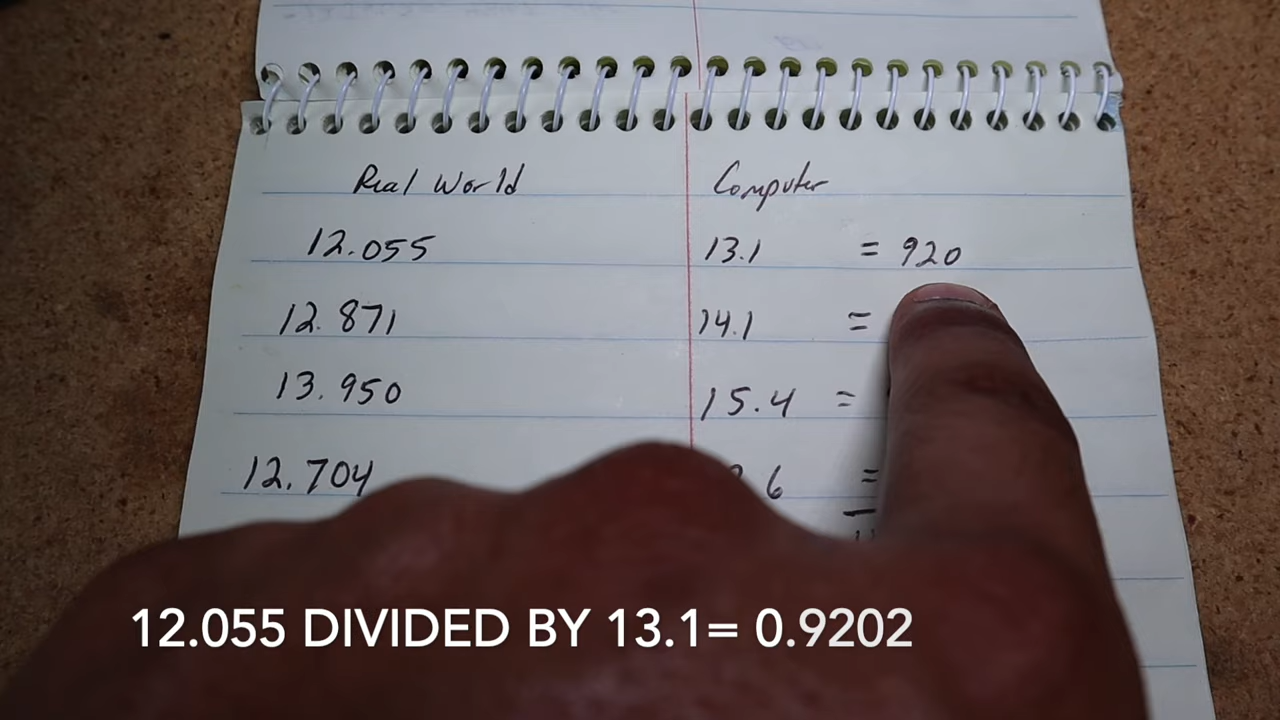 Real World Computer
12.055 13.1 = 920
12.871 14.1 =
13.950 15.4 =
12.704 6 =
12.055 DIVIDED BY 13.1= 0.9202